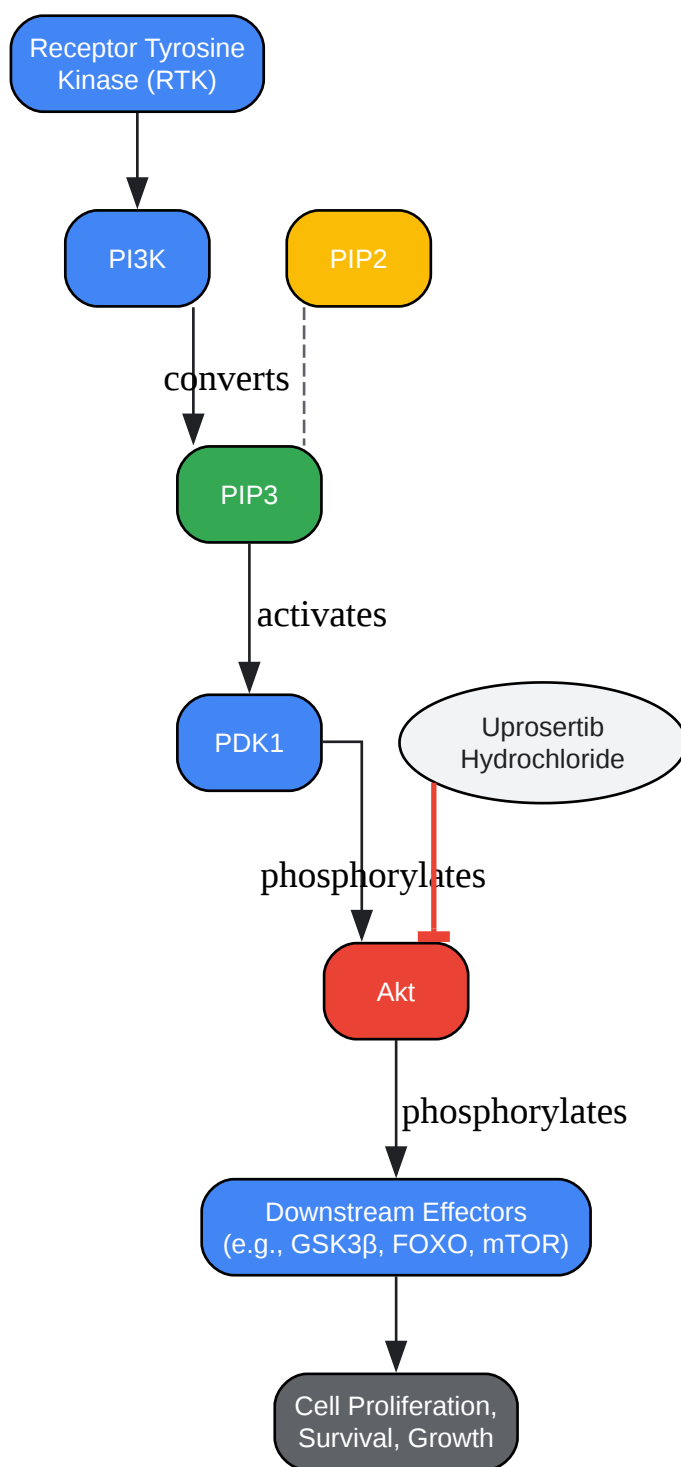 Receptor Tyrosine
Kinase (RTK)
PI3K
PIP2
converts
PIP3
activates
PDK1
Uprosertib
Hydrochloride
phosphorylates
Akt
phosphorylates
Downstream Effectors
(e.g., GSK3β, FOXO, mTOR)
Cell Proliferation,
Survival, Growth